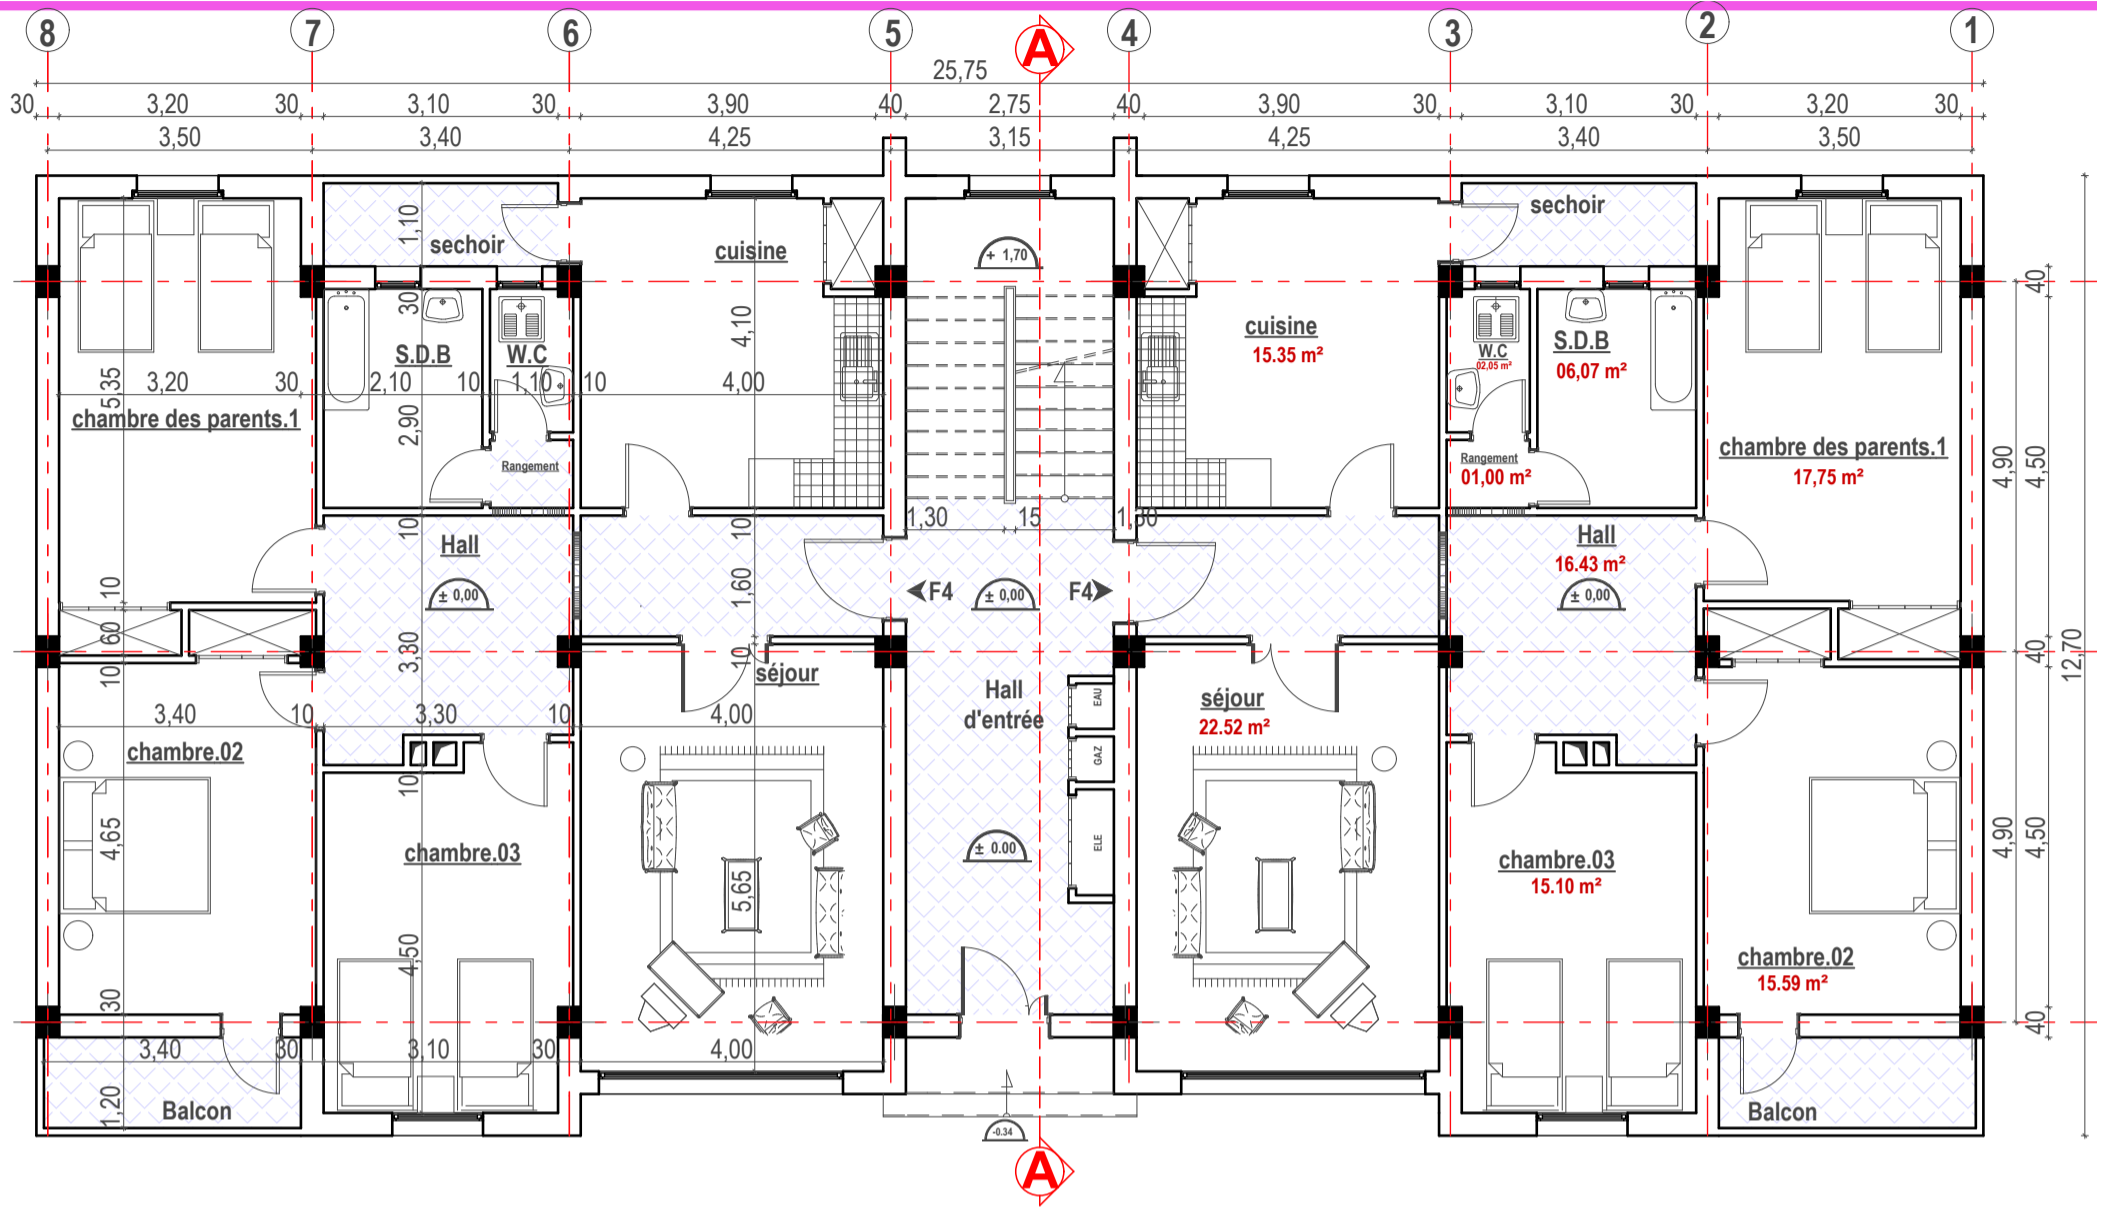 8 7 6 5 A 4 3 2 1
25,75
30 3,20 30 3,10 30 3,90 40 2,75 40 3,90 30 3,10 30 3,20 30
3,50 3,40 4,25 3,15 4,25 3,40 3,50
sechoir
1,10
cuisine
+ 1,70
sechoir
40
30
4,10
S.D.B
W.C
cuisine
15.35 m²
W.C
02,05 m²
S.D.B
06,07 m²
3,20 30 2,10 10 1,10 10 4,00
5,35
chambre des parents.1
2,90
Rangement
Rangement
01,00 m²
chambre des parents.1
17,75 m²
4,90
4,50
10
10
1,30 15 1,30
Hall
Hall
16.43 m²
10
± 0,00
1,60
F4
± 0,00
F4
± 0,00
60
3,30
10
10
séjour
40
12,70
Hall
d'entrée
EAU
séjour
22.52 m²
3,40 10 3,30 10 4,00
chambre.02
GAZ
10
4,65
chambre.03
± 0.00
ELE
chambre.03
15.10 m²
4,90
4,50
5,65
4,50
chambre.02
15.59 m²
30
40
3,40 30 3,10 30 4,00
1,20
Balcon
-0.34
Balcon
A